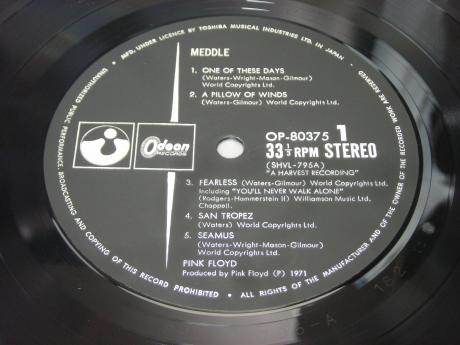 MFD. UNDER LICENCE BY TOSHIBA MUSICAL INDUSTRIES LTD. IN JAPAN
MEDDLE
1. ONE OF THESE DAYS
(Waters-Wright-Mason-Gilmour)
World Copyrights Ltd.
2. A PILLOW OF WINDS
(Waters-Gilmour) World Copyrights Ltd.
Odeon
RECORDS
OP-80375 1
33 1/3 RPM STEREO
(SHVL-795A)
"A HARVEST RECORDING"
3. FEARLESS (Waters-Gilmour) World Copyrights Ltd.
Including "YOU'LL NEVER WALK ALONE"
(Rodgers-Hammerstein II) Williamson Music Ltd.
Chappell.
4. SAN TROPEZ
(Waters) World Copyrights Ltd.
5. SEAMUS
(Waters-Wright-Mason-Gilmour)
World Copyrights Ltd.
PINK FLOYD
Produced by Pink Floyd (P) 1971
UNAUTHORIZED PUBLIC PERFORMANCE, BROADCASTING AND COPYING OF THIS RECORD PROHIBITED • ALL RIGHTS OF THE MANUFACTURER AND OF THE OWNER OF THE RECORDED WORK ARE RESERVED